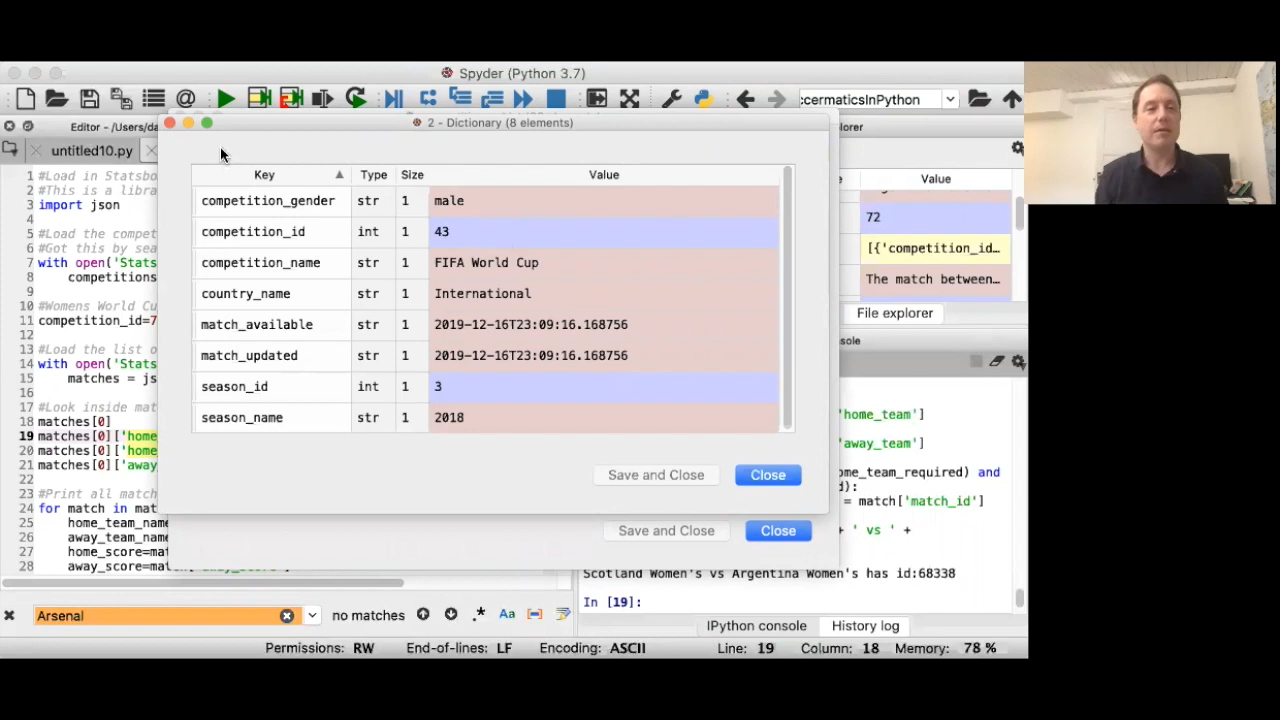 Spyder (Python 3.7)
:cermaticsInPython
Editor - /Users/da
lorer
2 - Dictionary (8 elements)
untitled10.py
Key Type Size Value
competition_gender str 1 male
competition_id int 1 43
competition_name str 1 FIFA World Cup
country_name str 1 International
match_available str 1 2019-12-16T23:09:16.168756
match_updated str 1 2019-12-16T23:09:16.168756
season_id int 1 3
season_name str 1 2018
Save and Close Close
Save and Close Close
1 #Load in Statsb
2 #This is a libra
3 import json
4
5 #Load the compet
6 #Got this by sea
7 with open('Stats
8 competitions
9
10 #Womens World Cu
11 competition_id=7
12
13 #Load the list o
14 with open('Stats
15 matches = js
16
17 #Look inside mat
18 matches[0]
19 matches[0]['home
20 matches[0]['home
21 matches[0]['away
22
23 #Print all match
24 for match in mat
25 home_team_name
26 away_team_name
27 home_score=mat
28
e Value
72
[{'competition_id…
The match between…
File explorer
sole
'home_team']
'away_team']
ome_team_required) and
d):
= match['match_id']
+ ' vs ' +
Scotland Women's vs Argentina Women's has id:68338
In [19]:
Arsenal no matches .* Aa
IPython console History log
Permissions: RW End-of-lines: LF Encoding: ASCII Line: 19 Column: 18 Memory: 78 %